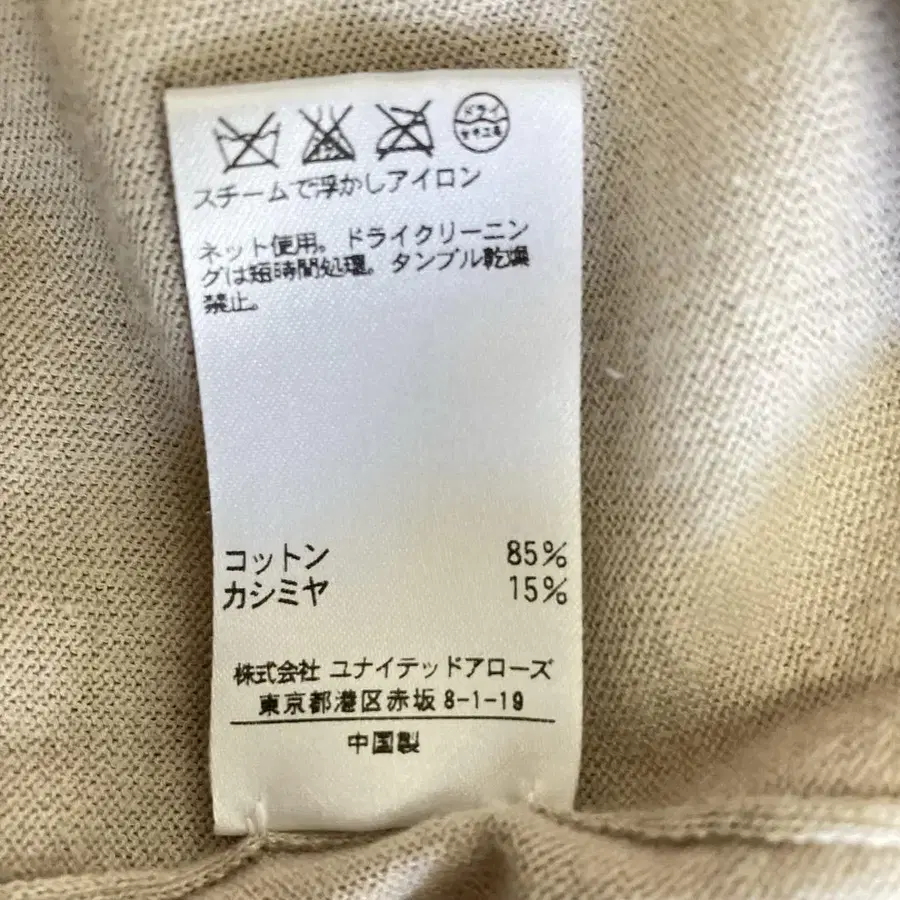 ドライ
セキユ系
スチームで浮かしアイロン
ネット使用。ドライクリーニン
グは短時間処理。タンブル乾燥
禁止。
コットン 85%
カシミヤ 15%
株式会社 ユナイテッドアローズ
東京都港区赤坂8-1-19
中国製